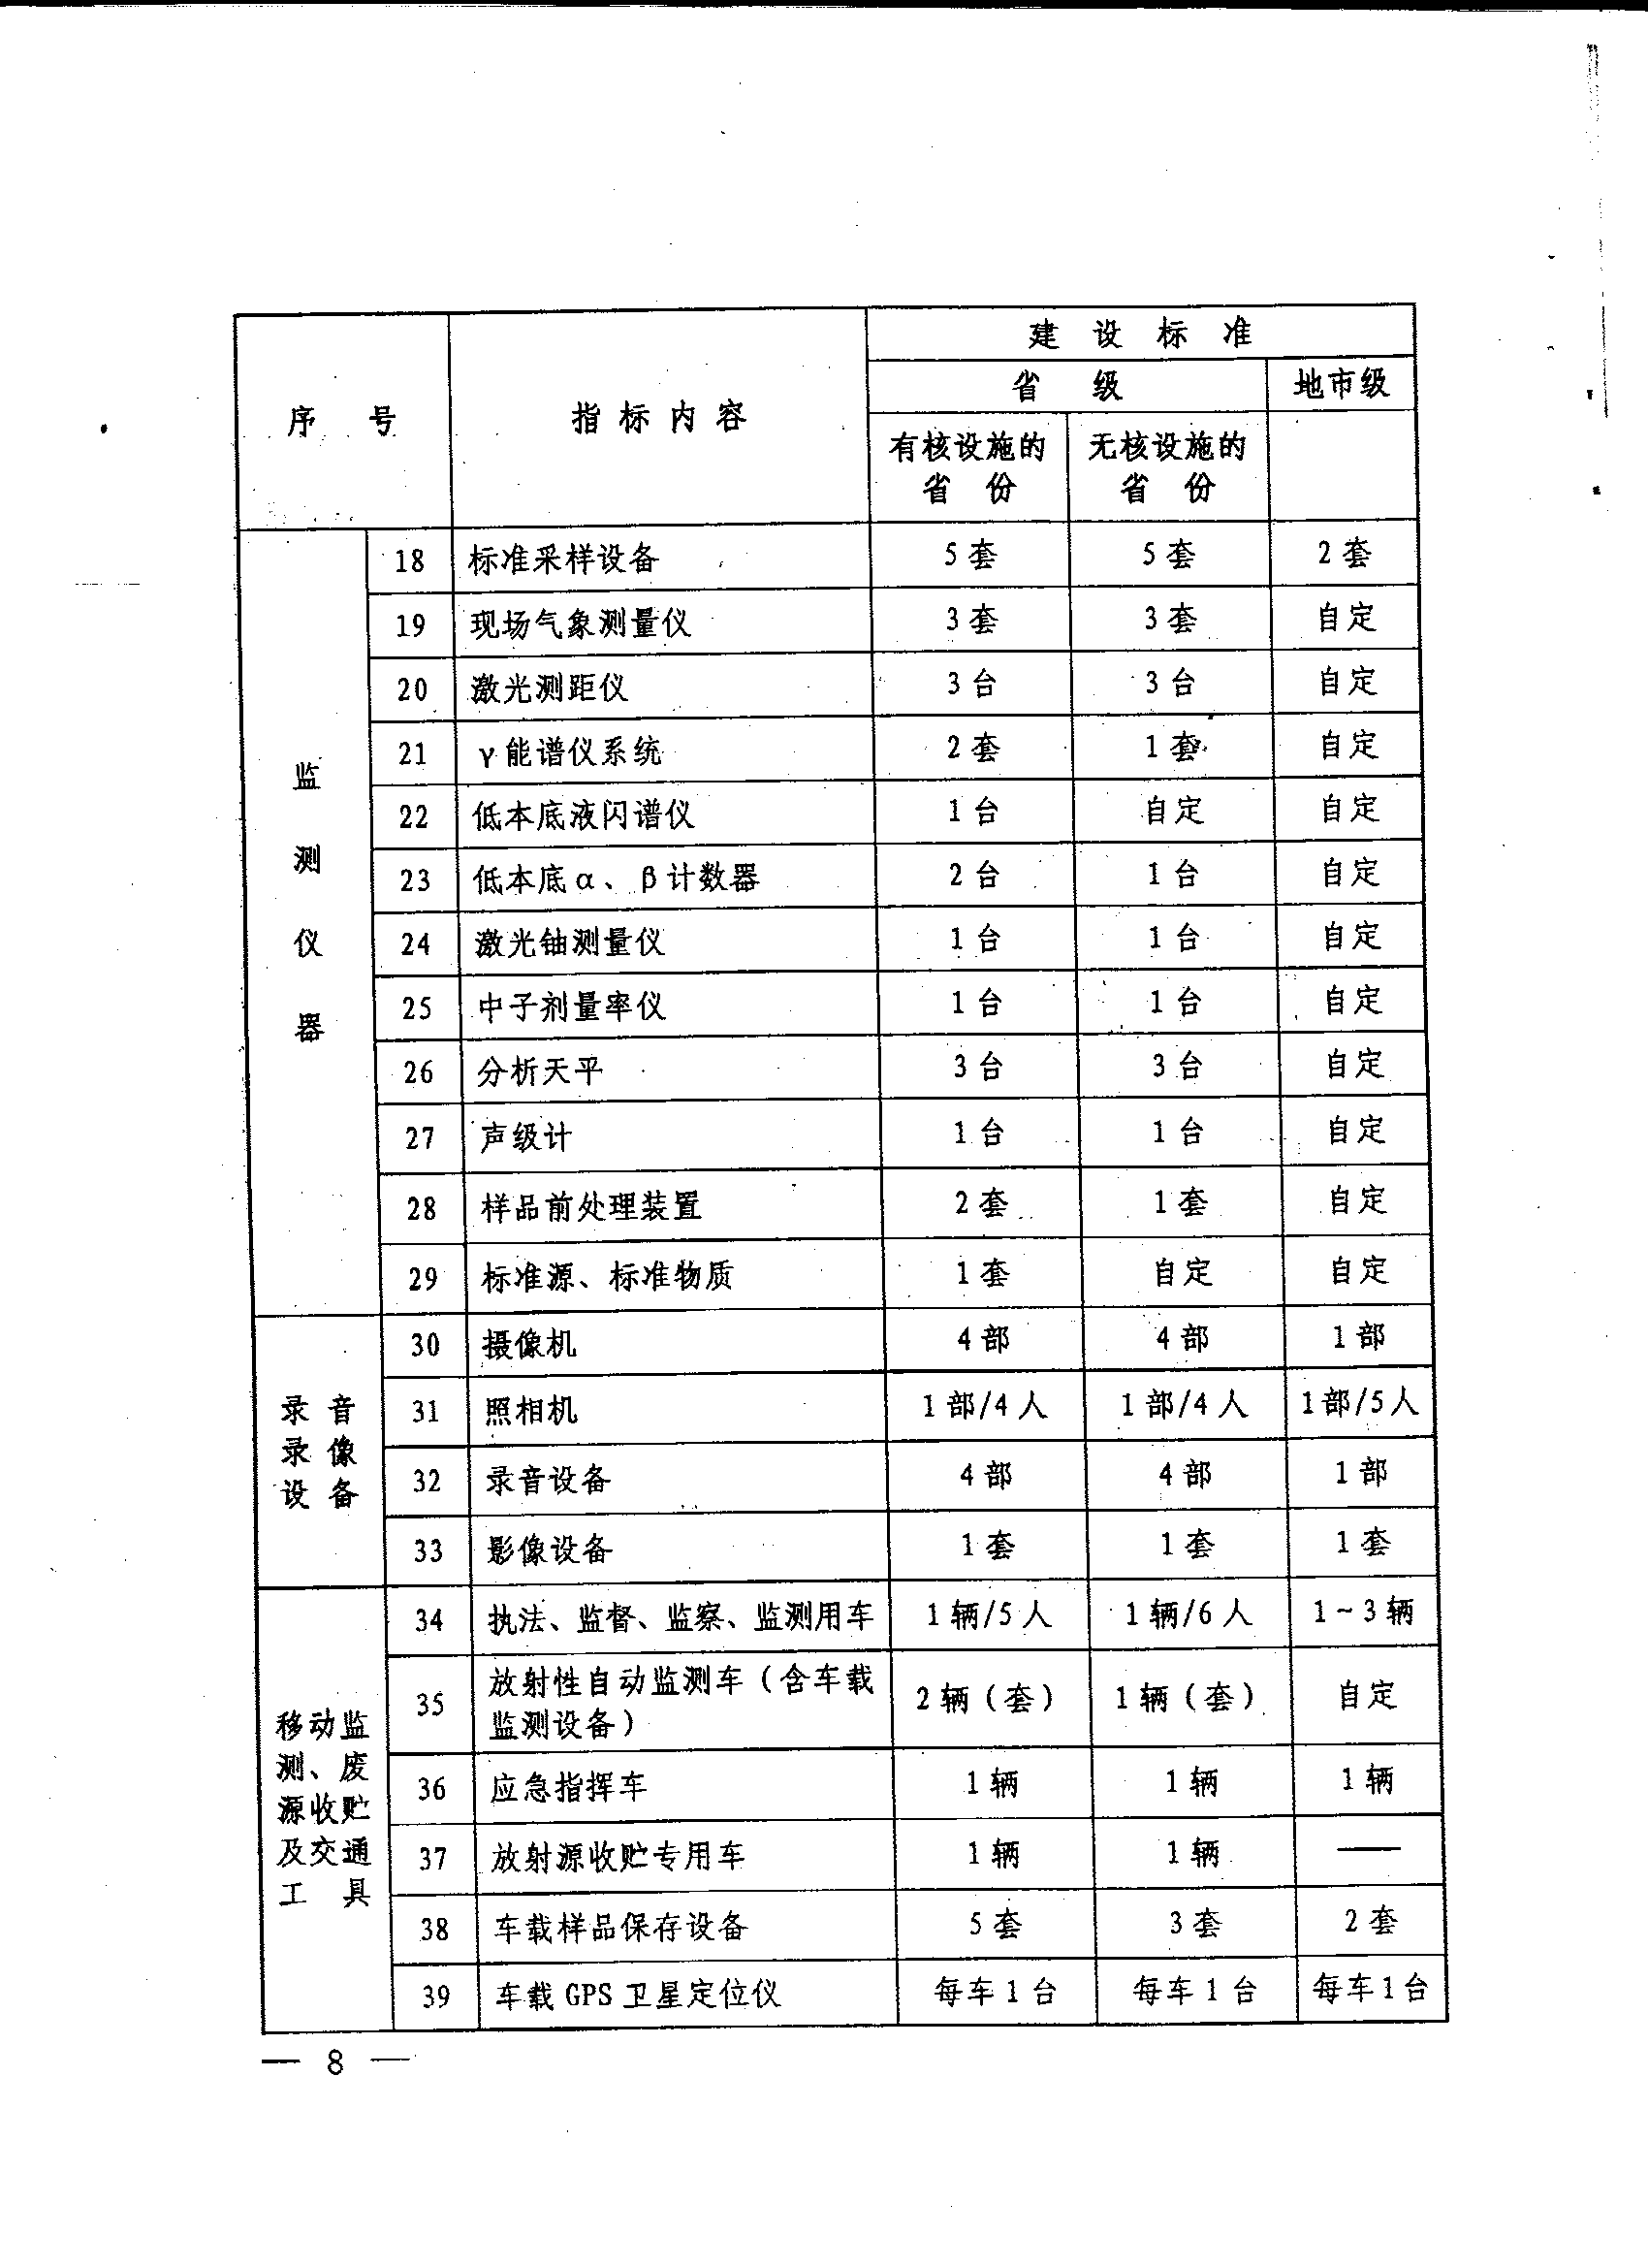 序 号 指标内容 建设标准
省 级 地市级
有核设施的省份 无核设施的省份
监测仪器
18 标准采样设备 5套 5套 2套
19 现场气象测量仪 3套 3套 自定
20 激光测距仪 3台 3台 自定
21 γ能谱仪系统 2套 1套 自定
22 低本底液闪谱仪 1台 自定 自定
23 低本底α、β计数器 2台 1台 自定
24 激光铀测量仪 1台 1台 自定
25 中子剂量率仪 1台 1台 自定
26 分析天平 3台 3台 自定
27 声级计 1台 1台 自定
28 样品前处理装置 2套 1套 自定
29 标准源、标准物质 1套 自定 自定
录音录像设备
30 摄像机 4部 4部 1部
31 照相机 1部/4人 1部/4人 1部/5人
32 录音设备 4部 4部 1部
33 影像设备 1套 1套 1套
移动监测、废源收贮及交通工具
34 执法、监督、监察、监测用车 1辆/5人 1辆/6人 1~3辆
35 放射性自动监测车(含车载监测设备) 2辆(套) 1辆(套) 自定
36 应急指挥车 1辆 1辆 1辆
37 放射源收贮专用车 1辆 1辆 ——
38 车载样品保存设备 5套 3套 2套
39 车载GPS卫星定位仪 每车1台 每车1台 每车1台
— 8 —